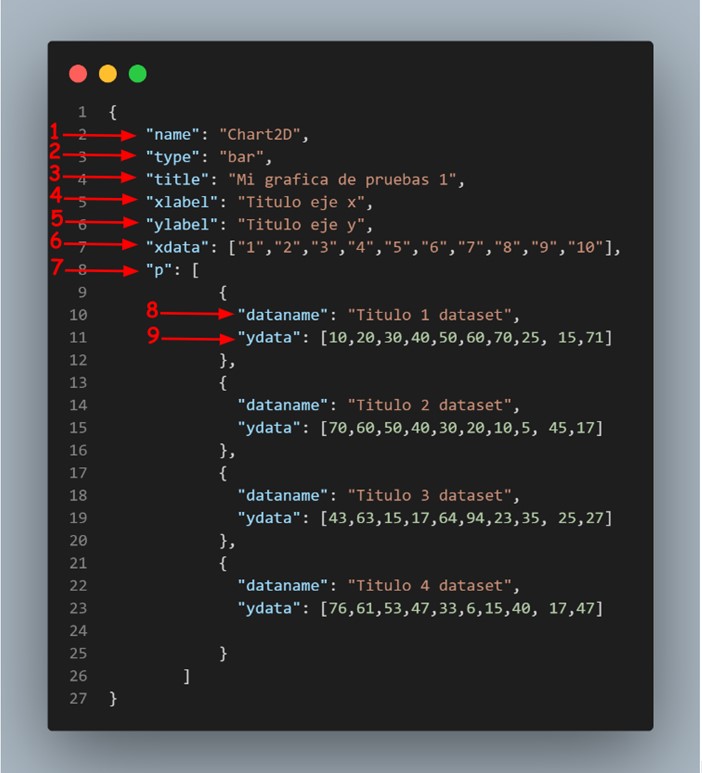 1 {
1 2 "name": "Chart2D",
2 3 "type": "bar",
3 4 "title": "Mi grafica de pruebas 1",
4 5 "xlabel": "Titulo eje x",
5 6 "ylabel": "Titulo eje y",
6 7 "xdata": ["1","2","3","4","5","6","7","8","9","10"],
7 8 "p": [
9 {
10 8 "dataname": "Titulo 1 dataset",
11 9 "ydata": [10,20,30,40,50,60,70,25, 15,71]
12 },
13 {
14 "dataname": "Titulo 2 dataset",
15 "ydata": [70,60,50,40,30,20,10,5, 45,17]
16 },
17 {
18 "dataname": "Titulo 3 dataset",
19 "ydata": [43,63,15,17,64,94,23,35, 25,27]
20 },
21 {
22 "dataname": "Titulo 4 dataset",
23 "ydata": [76,61,53,47,33,6,15,40, 17,47]
24
25 }
26 ]
27 }